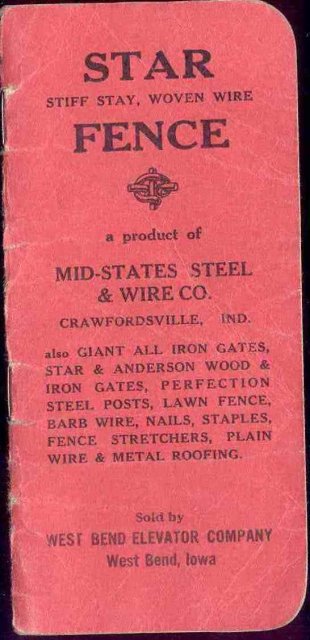 STAR
STIFF STAY, WOVEN WIRE
FENCE
a product of
MID-STATES STEEL
& WIRE CO.
CRAWFORDSVILLE, IND.
also GIANT ALL IRON GATES,
STAR & ANDERSON WOOD &
IRON GATES, PERFECTION
STEEL POSTS, LAWN FENCE,
BARB WIRE, NAILS, STAPLES,
FENCE STRETCHERS, PLAIN
WIRE & METAL ROOFING.
Sold by
WEST BEND ELEVATOR COMPANY
West Bend, Iowa